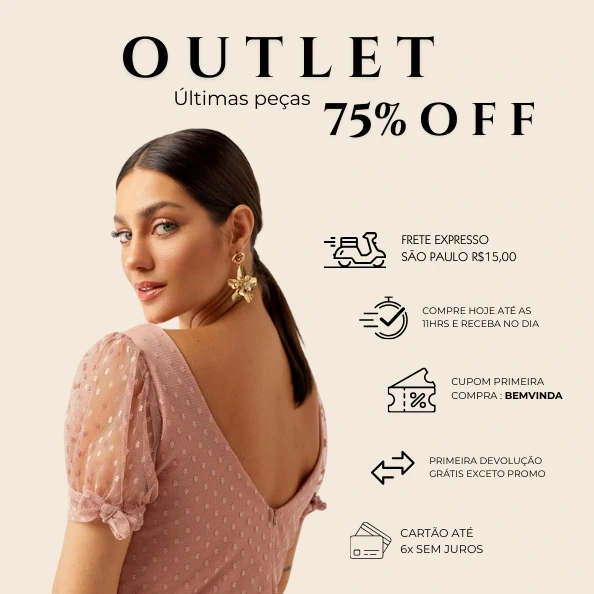 OUTLET
Últimas peças
75% OFF
FRETE EXPRESSO
SÃO PAULO R$15,00
COMPRE HOJE ATÉ AS
11HRS E RECEBA NO DIA
CUPOM PRIMEIRA
COMPRA : BEMVINDA
PRIMEIRA DEVOLUÇÃO
GRÁTIS EXCETO PROMO
CARTÃO ATÉ
6x SEM JUROS